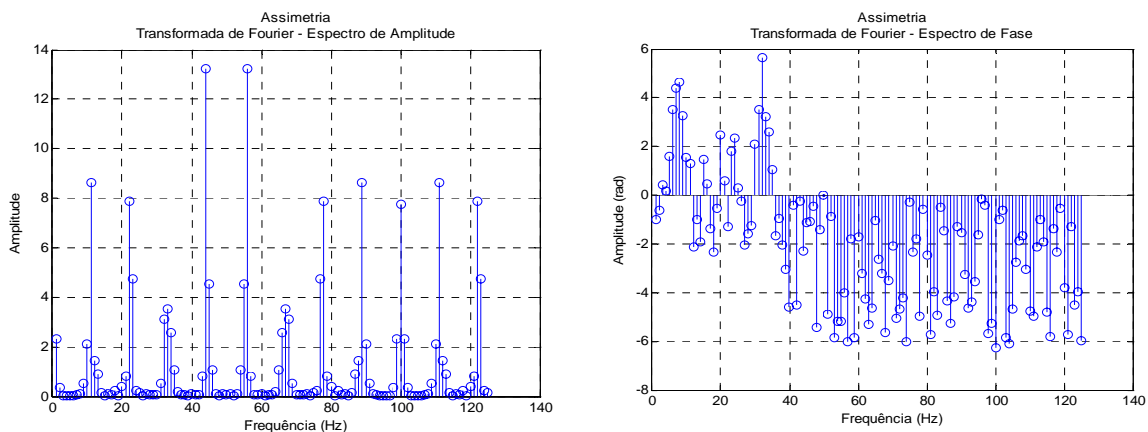 Assimetria
Transformada de Fourier - Espectro de Amplitude
14
12
10
8
6
4
2
0
Amplitude
0 20 40 60 80 100 120 140
Frequência (Hz)
Assimetria
Transformada de Fourier - Espectro de Fase
6
4
2
0
-2
-4
-6
-8
Amplitude (rad)
0 20 40 60 80 100 120 140
Frequência (Hz)